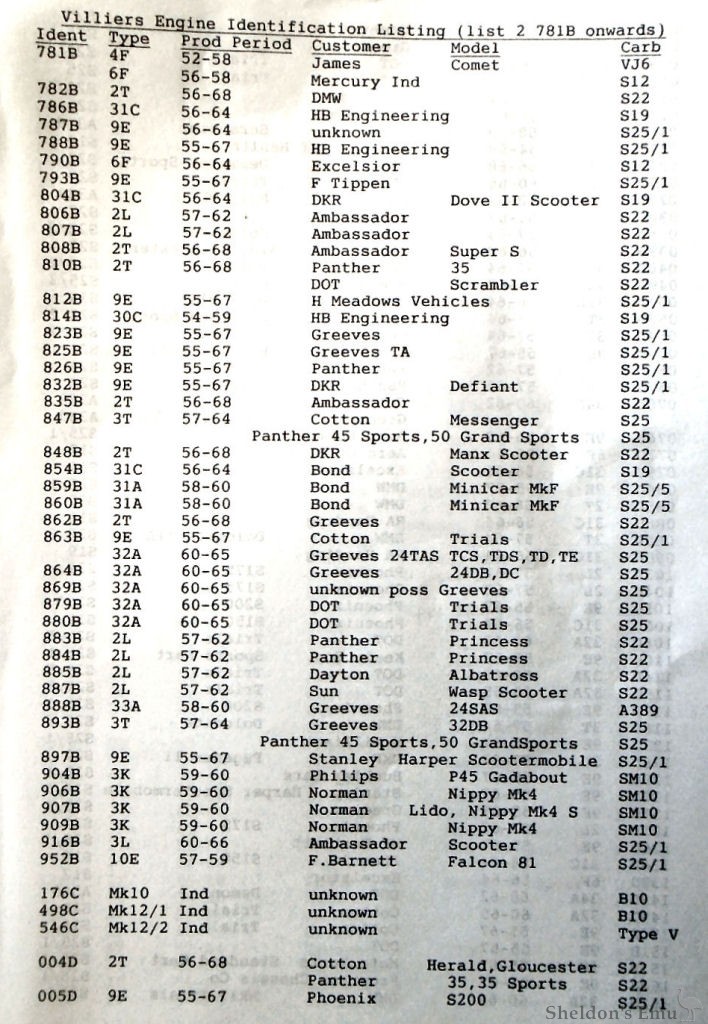 Villiers Engine Identification Listing (list 2 781B onwards)
Ident Type Prod Period Customer Model Carb
781B 4F 52-58 James Comet VJ6
6F 56-58 Mercury Ind S12
782B 2T 56-68 DMW S22
786B 31C 56-64 HB Engineering S19
787B 9E 56-64 unknown S25/1
788B 9E 55-67 HB Engineering S25/1
790B 6F 56-64 Excelsior S12
793B 9E 55-67 F Tippen S25/1
804B 31C 56-64 DKR Dove II Scooter S19
806B 2L 57-62 Ambassador S22
807B 2L 57-62 Ambassador S22
808B 2T 56-68 Ambassador Super S S22
810B 2T 56-68 Panther 35 S22
DOT Scrambler S22
812B 9E 55-67 H Meadows Vehicles S25/1
814B 30C 54-59 HB Engineering S19
823B 9E 55-67 Greeves S25/1
825B 9E 55-67 Greeves TA S25/1
826B 9E 55-67 Panther S25/1
832B 9E 55-67 DKR Defiant S25/1
835B 2T 56-68 Ambassador S22
847B 3T 57-64 Cotton Messenger S25
Panther 45 Sports,50 Grand Sports S25
848B 2T 56-68 DKR Manx Scooter S22
854B 31C 56-64 Bond Scooter S19
859B 31A 58-60 Bond Minicar MkF S25/5
860B 31A 58-60 Bond Minicar MkF S25/5
862B 2T 56-68 Greeves S22
863B 9E 55-67 Cotton Trials S25/1
32A 60-65 Greeves 24TAS TCS,TDS,TD,TE S25
864B 32A 60-65 Greeves 24DB,DC S25
869B 32A 60-65 unknown poss Greeves S25
879B 32A 60-65 DOT Trials S25
880B 32A 60-65 DOT Trials S25
883B 2L 57-62 Panther Princess S22
884B 2L 57-62 Panther Princess S22
885B 2L 57-62 Dayton Albatross S22
887B 2L 57-62 Sun Wasp Scooter S22
888B 33A 58-60 Greeves 24SAS A389
893B 3T 57-64 Greeves 32DB S25
Panther 45 Sports,50 GrandSports S25
897B 9E 55-67 Stanley Harper Scootermobile S25/1
904B 3K 59-60 Philips P45 Gadabout SM10
906B 3K 59-60 Norman Nippy Mk4 SM10
907B 3K 59-60 Norman Lido, Nippy Mk4 S SM10
909B 3K 59-60 Norman Nippy Mk4 SM10
916B 3L 60-66 Ambassador Scooter S25/1
952B 10E 57-59 F.Barnett Falcon 81 S25/1
176C Mk10 Ind unknown B10
498C Mk12/1 Ind unknown B10
546C Mk12/2 Ind unknown Type V
004D 2T 56-68 Cotton Herald,Gloucester S22
Panther 35,35 Sports S22
005D 9E 55-67 Phoenix S200 S25/1
Sheldon's Emu